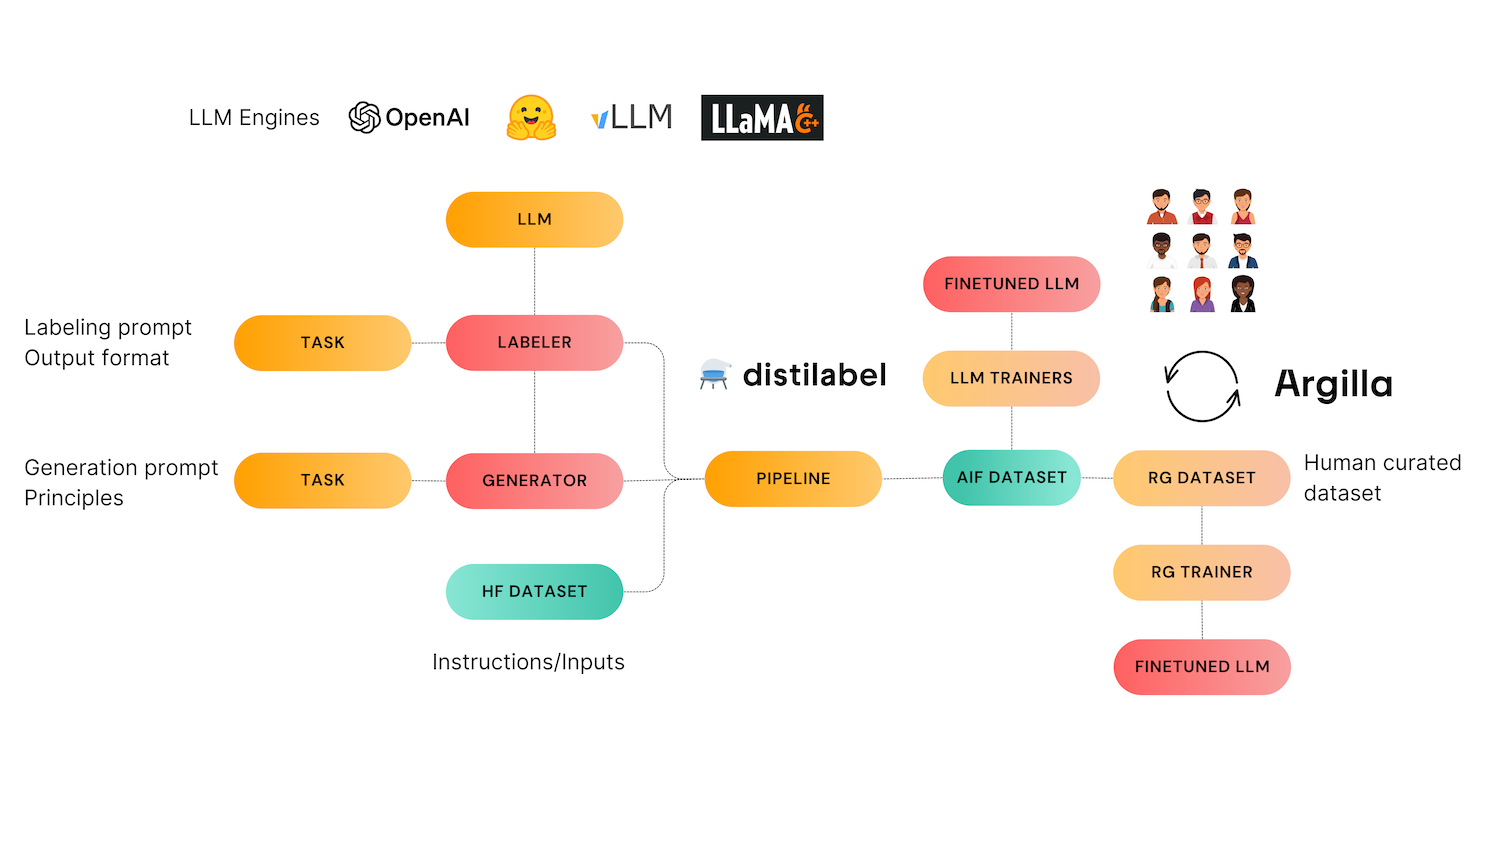 LLM Engines
OpenAI
vLLM
LLaMA C++
LLM
FINETUNED LLM
Labeling prompt
Output format
TASK
LABELER
distilabel
LLM TRAINERS
Argilla
Generation prompt
Principles
TASK
GENERATOR
PIPELINE
AIF DATASET
RG DATASET
Human curated
dataset
HF DATASET
RG TRAINER
Instructions/Inputs
FINETUNED LLM